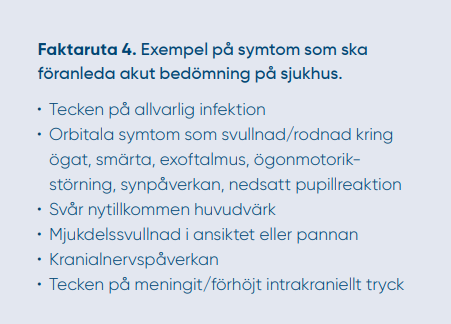 Faktaruta 4. Exempel på symtom som ska
föranleda akut bedömning på sjukhus.
• Tecken på allvarlig infektion
• Orbitala symtom som svullnad/rodnad kring
ögat, smärta, exoftalmus, ögonmotorik-
störning, synpåverkan, nedsatt pupillreaktion
• Svår nytillkommen huvudvärk
• Mjukdelssvullnad i ansiktet eller pannan
• Kranialnervspåverkan
• Tecken på meningit/förhöjt intrakraniellt tryck